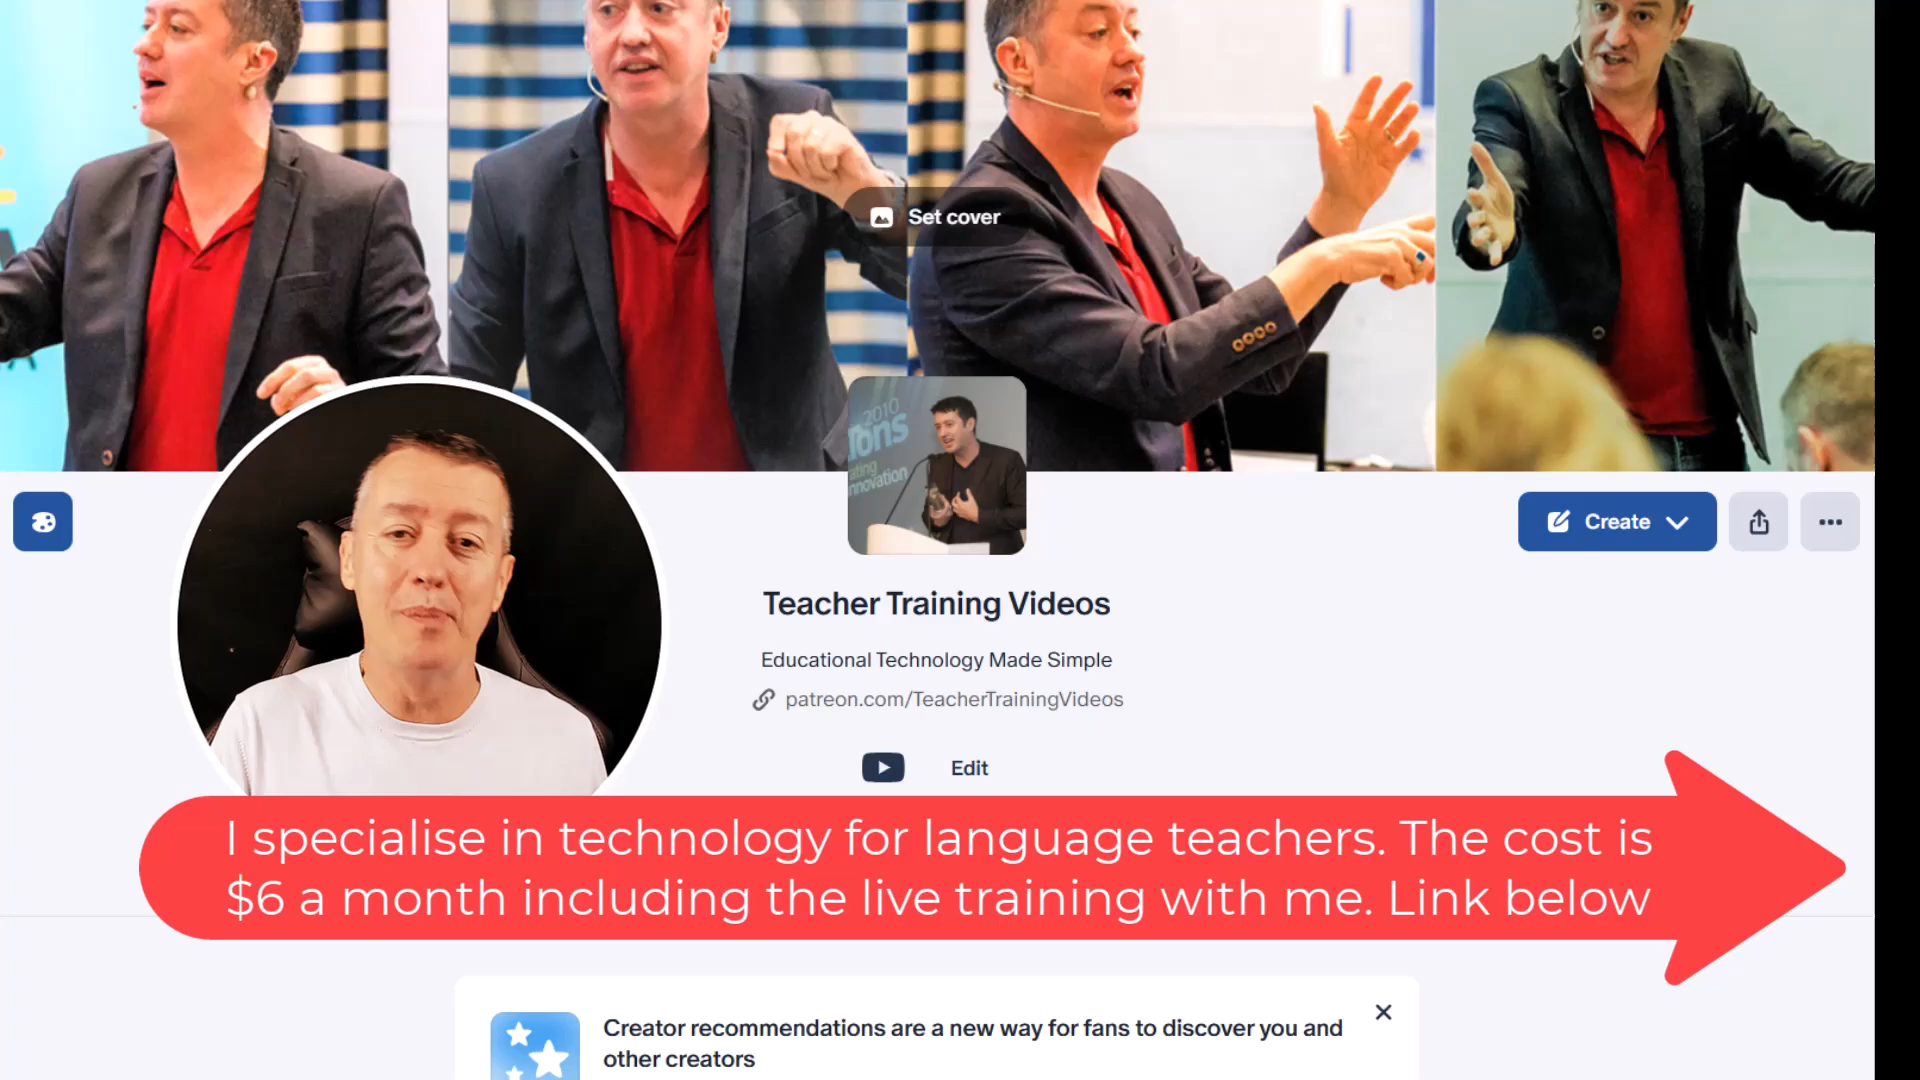 Set cover
2010
ions
ating
innovation
Create
Teacher Training Videos
Educational Technology Made Simple
patreon.com/TeacherTrainingVideos
Edit
I specialise in technology for language teachers. The cost is
$6 a month including the live training with me. Link below
Creator recommendations are a new way for fans to discover you and
other creators